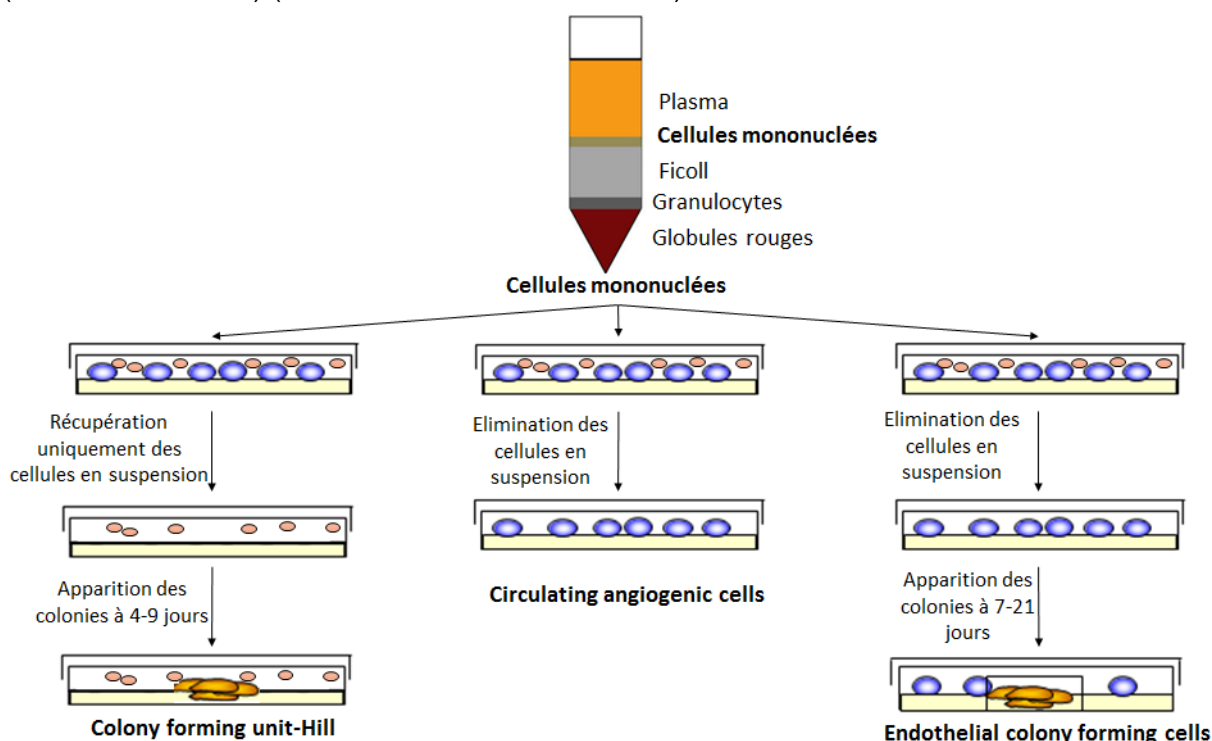 Plasma
Cellules mononuclées
Ficoll
Granulocytes
Globules rouges
Cellules mononuclées
Récupération
uniquement des
cellules en suspension
Apparition des
colonies à 4-9 jours
Colony forming unit-Hill
Elimination des
cellules en
suspension
Circulating angiogenic cells
Elimination des
cellules en
suspension
Apparition des
colonies à 7-21
jours
Endothelial colony forming cells